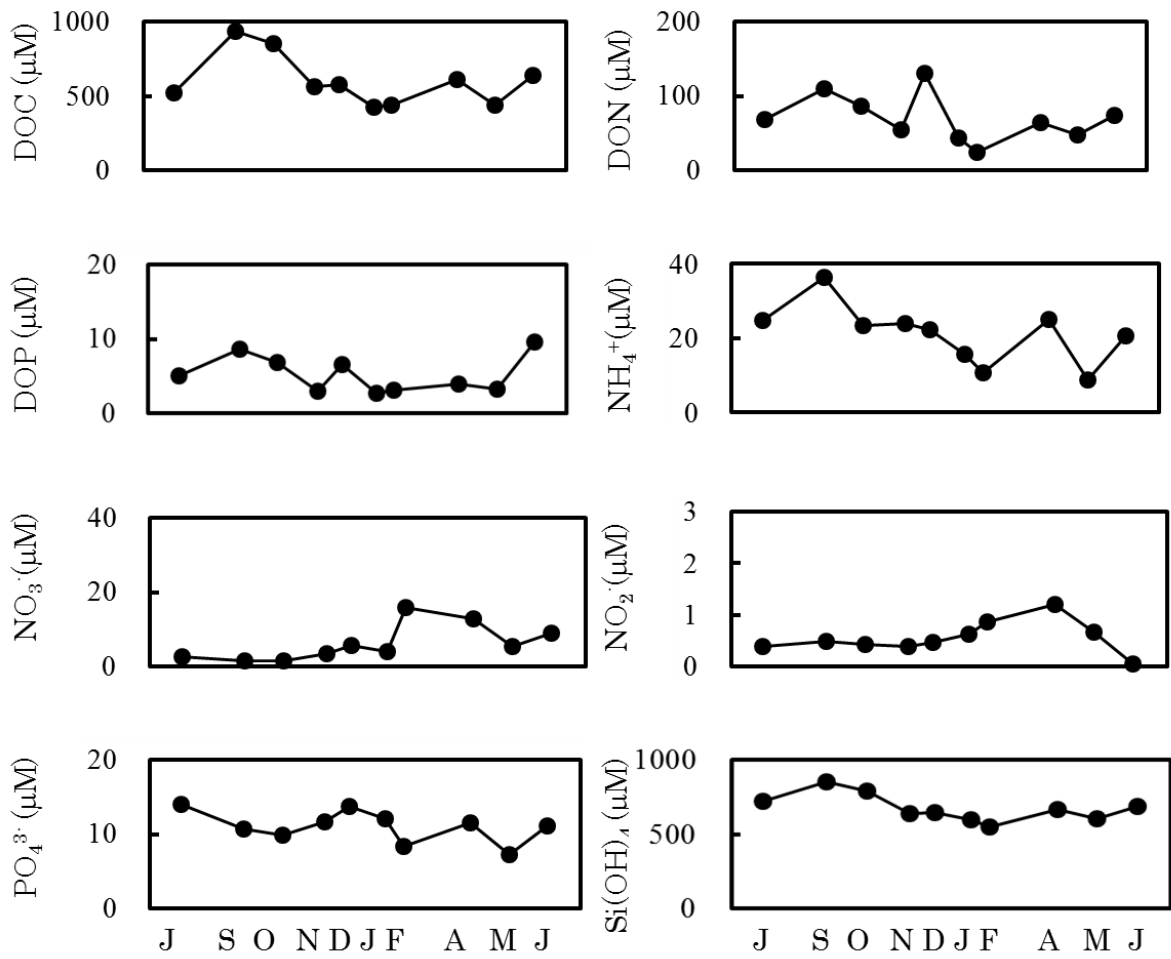 DOC (μM)
1000
500
0
DON (μM)
200
100
0
DOP (μM)
20
10
0
NH₄⁺(μM)
40
20
0
NO₃⁻(μM)
40
20
0
NO₂⁻(μM)
3
2
1
0
PO₄³⁻ (μM)
20
10
0
Si(OH)₄ (μM)
1000
500
0
J S O N D J F A M J
J S O N D J F A M J